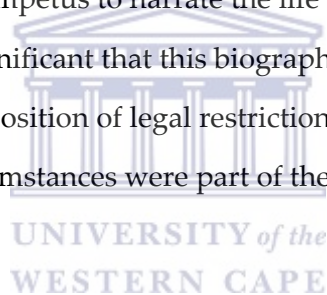 mpetus to narrate the life
nificant that this biograph
osition of legal restriction
mstances were part of the
UNIVERSITY of the
WESTERN CAPE